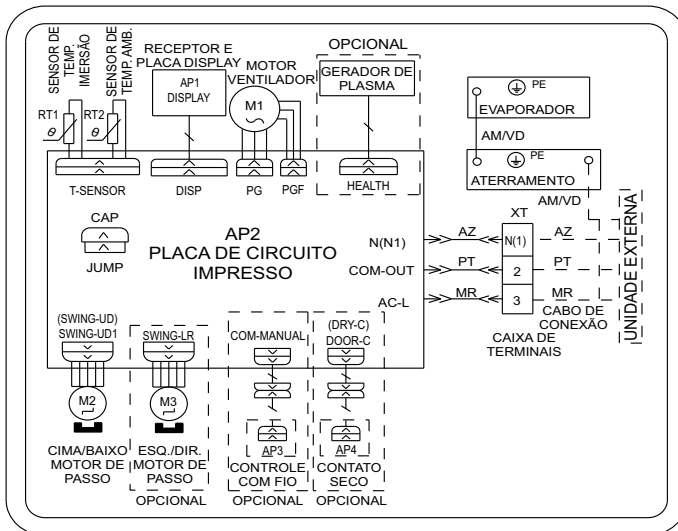 SENSOR DE
TEMP.
IMERSÃO
SENSOR DE
TEMP. AMB.
RT1
θ
RT2
θ
RECEPTOR E
PLACA DISPLAY
AP1
DISPLAY
MOTOR
VENTILADOR
M1
OPCIONAL
GERADOR DE
PLASMA
PE
EVAPORADOR
AM/VD
PE
ATERRAMENTO
AM/VD
T-SENSOR
DISP
PG
PGF
HEALTH
CAP
JUMP
AP2
PLACA DE CIRCUITO
IMPRESSO
N(N1)
COM-OUT
AC-L
AZ
PT
MR
XT
N(1)
2
3
AZ
PT
MR
CABO DE
CONEXÃO
CAIXA DE
TERMINAIS
UNIDADE EXTERNA
(SWING-UD)
SWING-UD1
M2
CIMA/BAIXO
MOTOR DE
PASSO
SWING-LR
M3
ESQ./DIR.
MOTOR DE
PASSO
OPCIONAL
COM-MANUAL
AP3
CONTROLE
COM FIO
OPCIONAL
(DRY-C)
DOOR-C
AP4
CONTATO
SECO
OPCIONAL